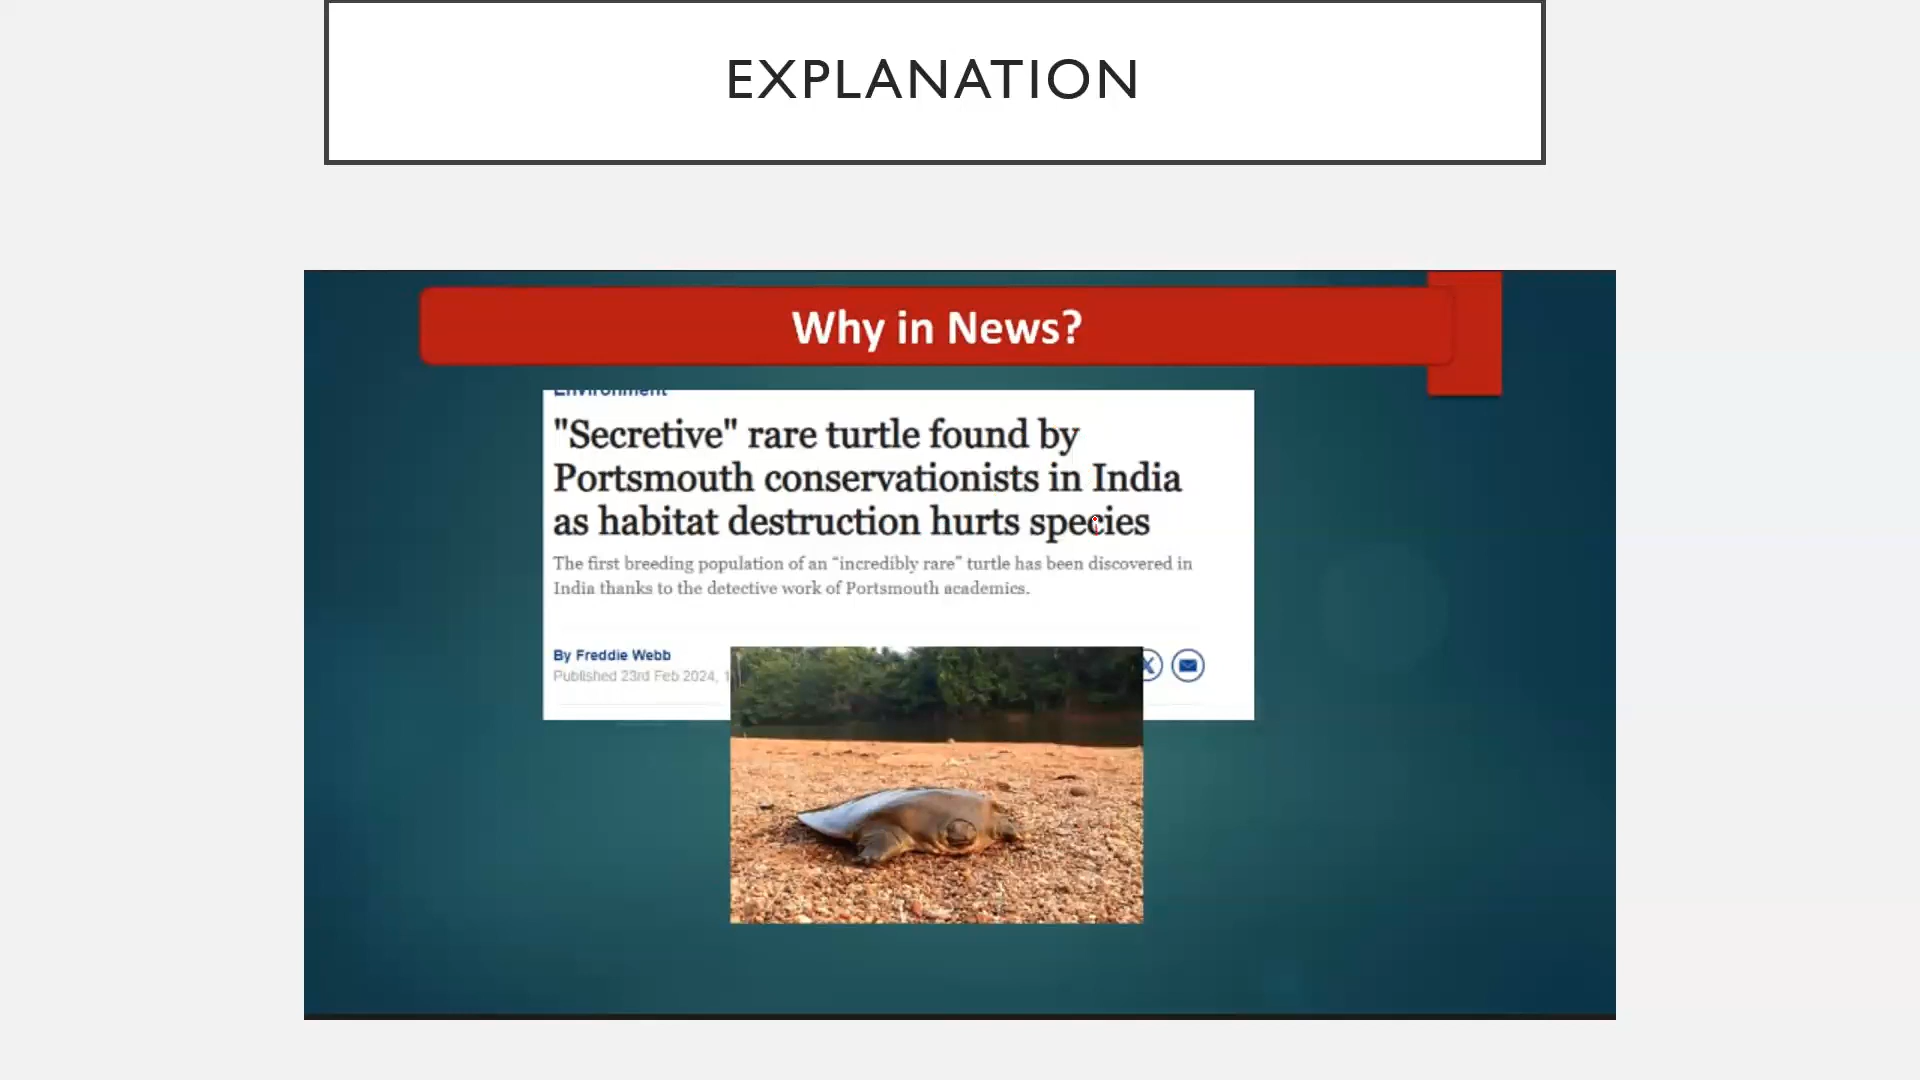 EXPLANATION
Why in News?
Environment
"Secretive" rare turtle found by
Portsmouth conservationists in India
as habitat destruction hurts species
The first breeding population of an “incredibly rare” turtle has been discovered in
India thanks to the detective work of Portsmouth academics.
By Freddie Webb
Published 23rd Feb 2024,